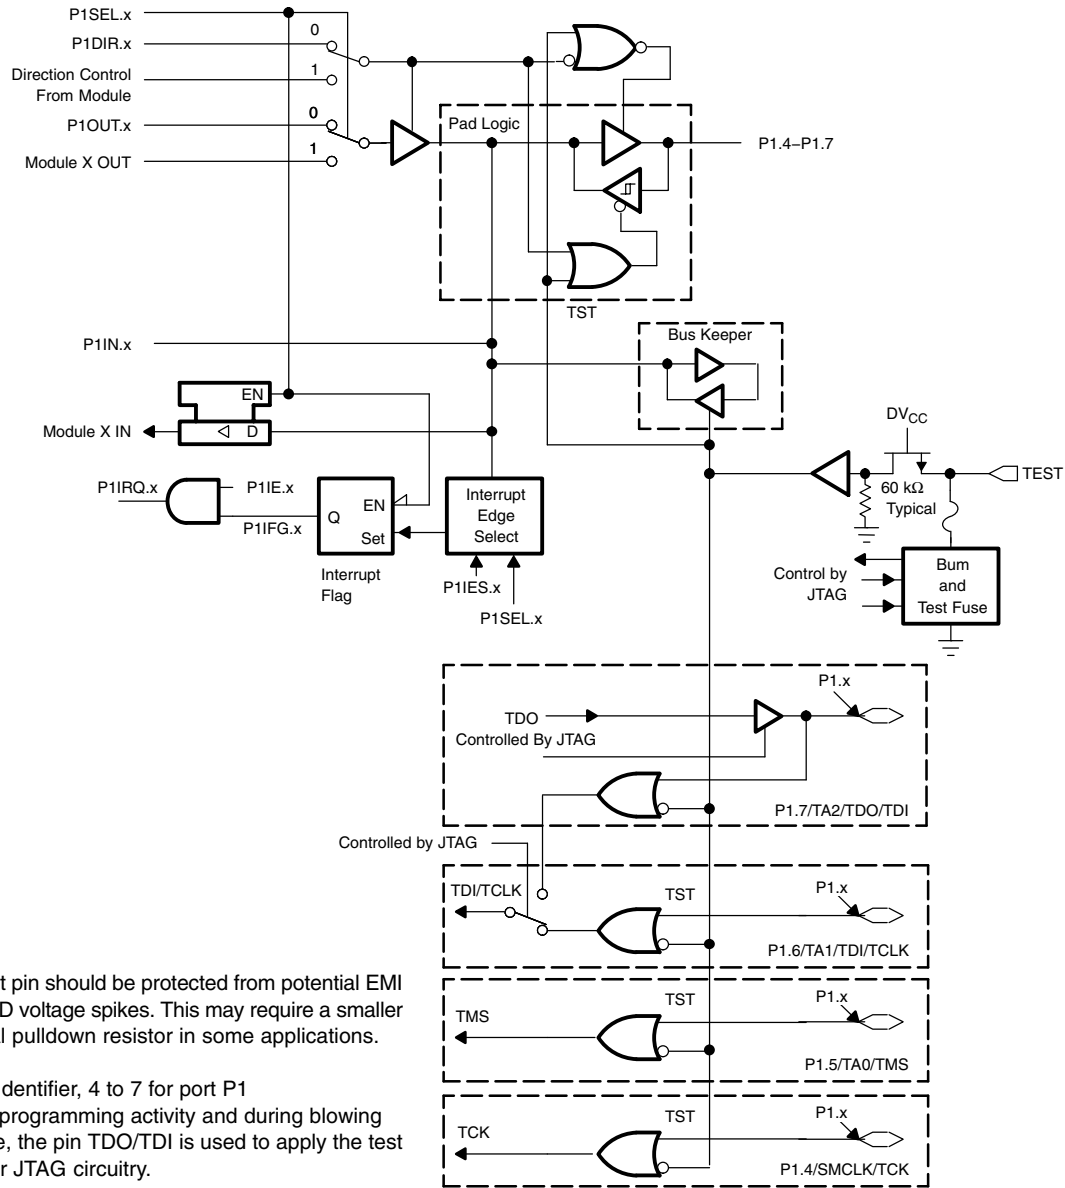 P1SEL.x
0
P1DIR.x
1
Direction Control
From Module
0
P1OUT.x
1
Module X OUT
Pad Logic
P1.4–P1.7
TST
P1IN.x
Bus Keeper
EN
Module X IN
D
DVCC
TEST
60 kΩ
Typical
P1IRQ.x
P1IE.x
P1IFG.x
EN
Q
Set
Interrupt
Flag
Interrupt
Edge
Select
P1IES.x
P1SEL.x
Control by
JTAG
Bum
and
Test Fuse
P1.x
TDO
Controlled By JTAG
P1.7/TA2/TDO/TDI
Controlled by JTAG
TDI/TCLK
TST
P1.x
P1.6/TA1/TDI/TCLK
TST
P1.x
TMS
P1.5/TA0/TMS
TST
P1.x
TCK
P1.4/SMCLK/TCK
t pin should be protected from potential EMI
D voltage spikes. This may require a smaller
l pulldown resistor in some applications.
dentifier, 4 to 7 for port P1
programming activity and during blowing
e, the pin TDO/TDI is used to apply the test
r JTAG circuitry.